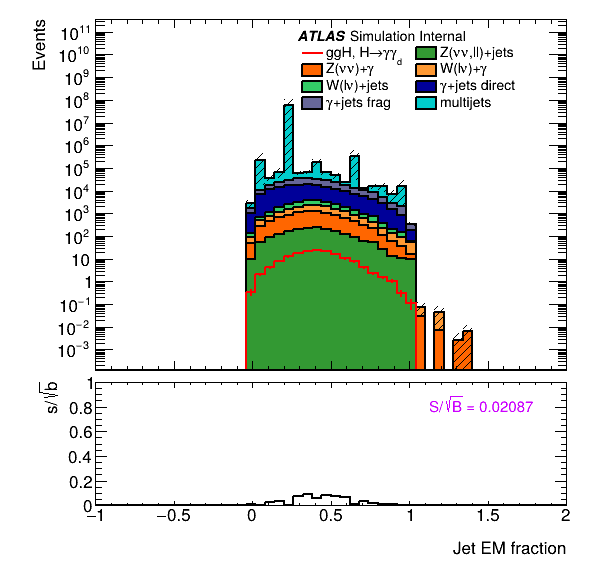 Events
ATLAS Simulation Internal
ggH, H→γγd
Z(νν,ll)+jets
Z(νν)+γ
W(lν)+γ
W(lν)+jets
γ+jets direct
γ+jets frag
multijets
10¹¹
10¹⁰
10⁹
10⁸
10⁷
10⁶
10⁵
10⁴
10³
10²
10
1
10⁻¹
10⁻²
10⁻³
s/√b
1
0.8
0.6
0.4
0.2
0
S/√B = 0.02087
−1 −0.5 0 0.5 1 1.5 2
Jet EM fraction